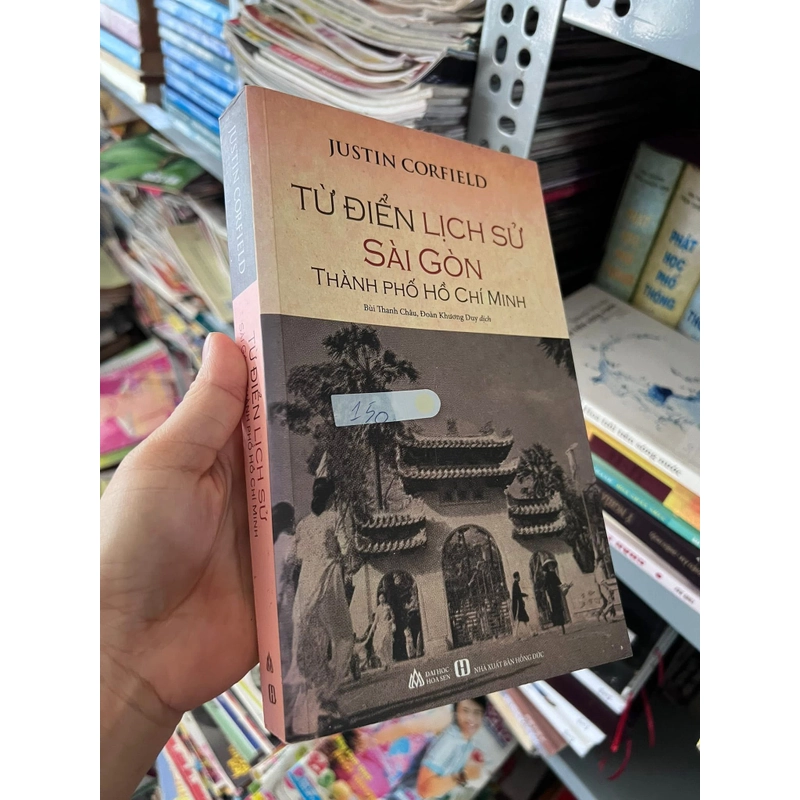 JUSTIN CORFIELD
TỪ ĐIỂN LỊCH SỬ
SÀI GÒN
THÀNH PHỐ HỒ CHÍ MINH
Bùi Thanh Châu, Đoàn Khương Duy dịch
150
ĐẠI HỌC
HOA SEN
NHÀ XUẤT BẢN HỒNG ĐỨC
JUSTIN CORFIELD
TỪ ĐIỂN LỊCH SỬ
THÀNH PHỐ HỒ CHÍ MINH
PHẬT
HỌC
PHỔ
THÔNG